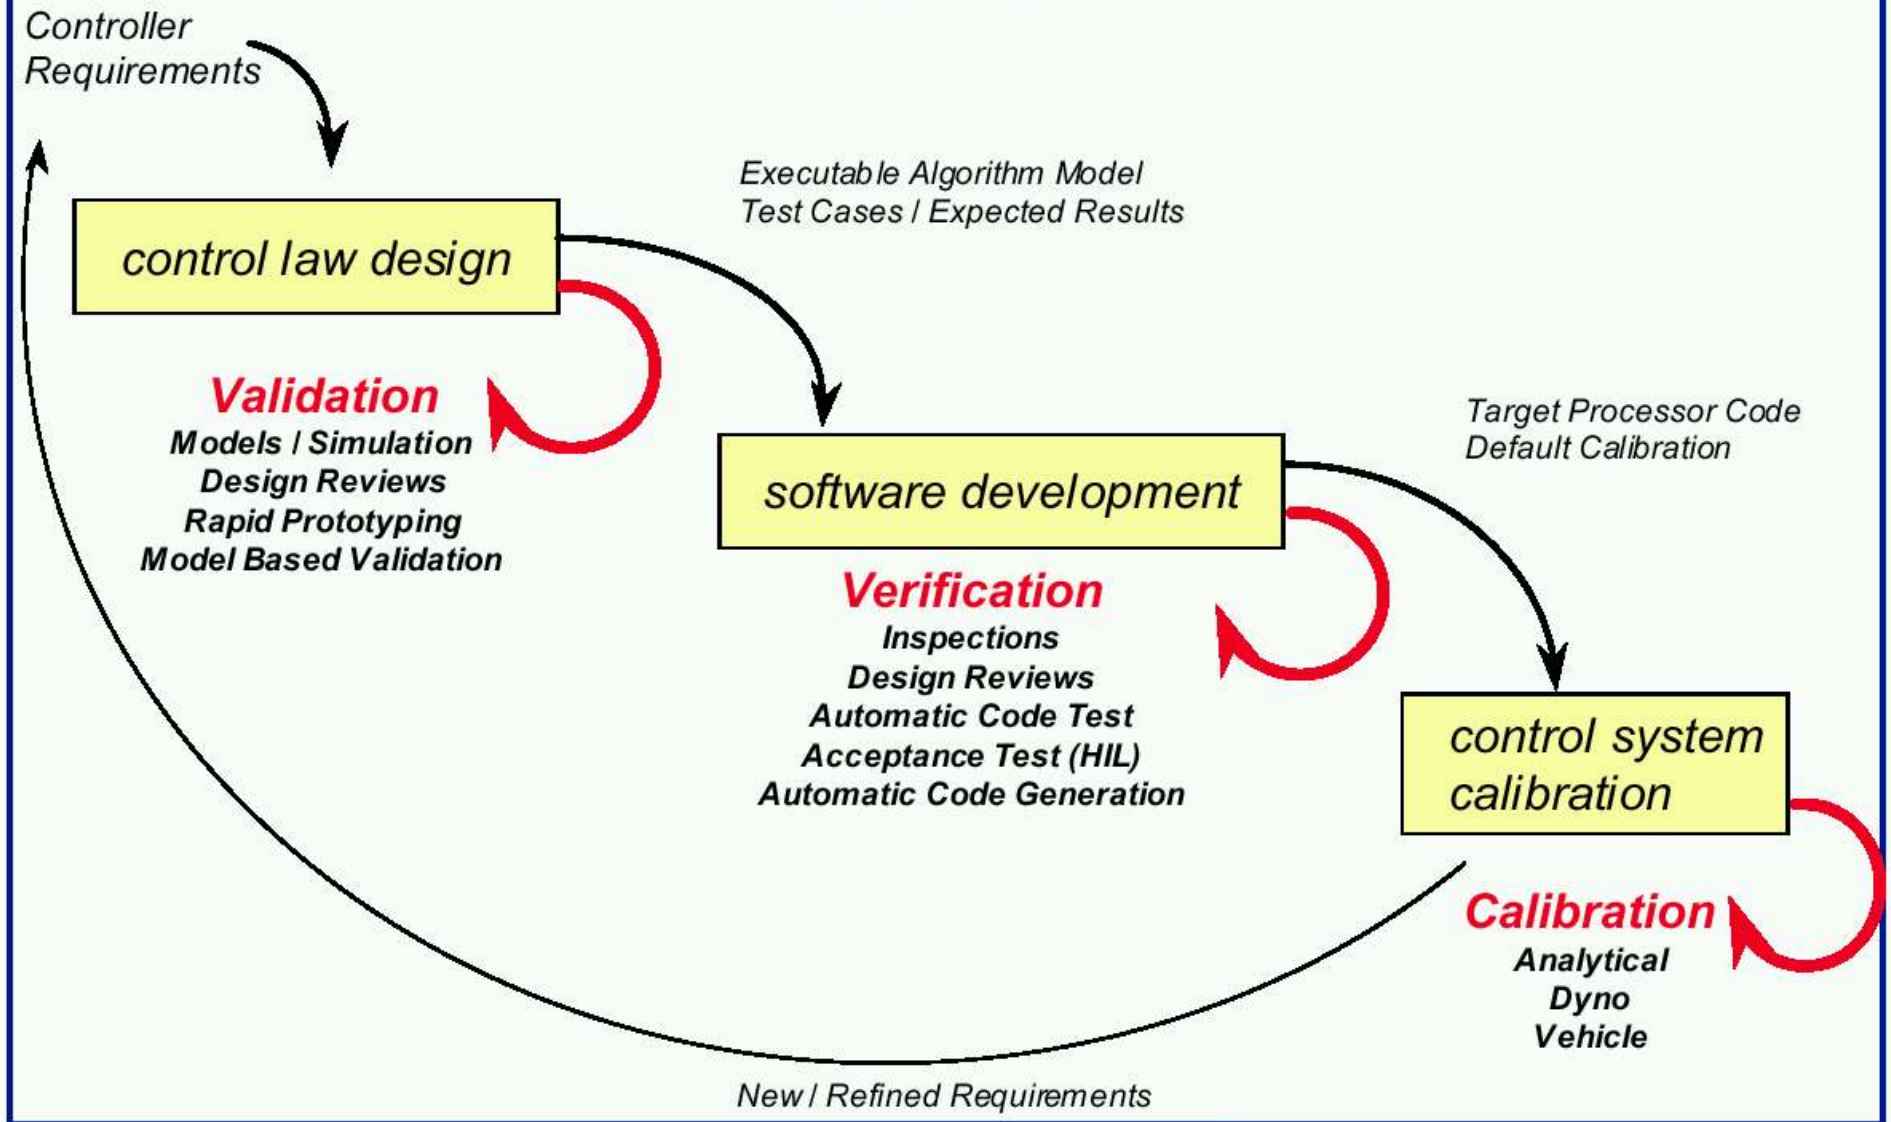 Controller
Requirements
Executable Algorithm Model
Test Cases / Expected Results
control law design
Validation
Models / Simulation
Design Reviews
Rapid Prototyping
Model Based Validation
Target Processor Code
Default Calibration
software development
Verification
Inspections
Design Reviews
Automatic Code Test
Acceptance Test (HIL)
Automatic Code Generation
control system
calibration
Calibration
Analytical
Dyno
Vehicle
New / Refined Requirements